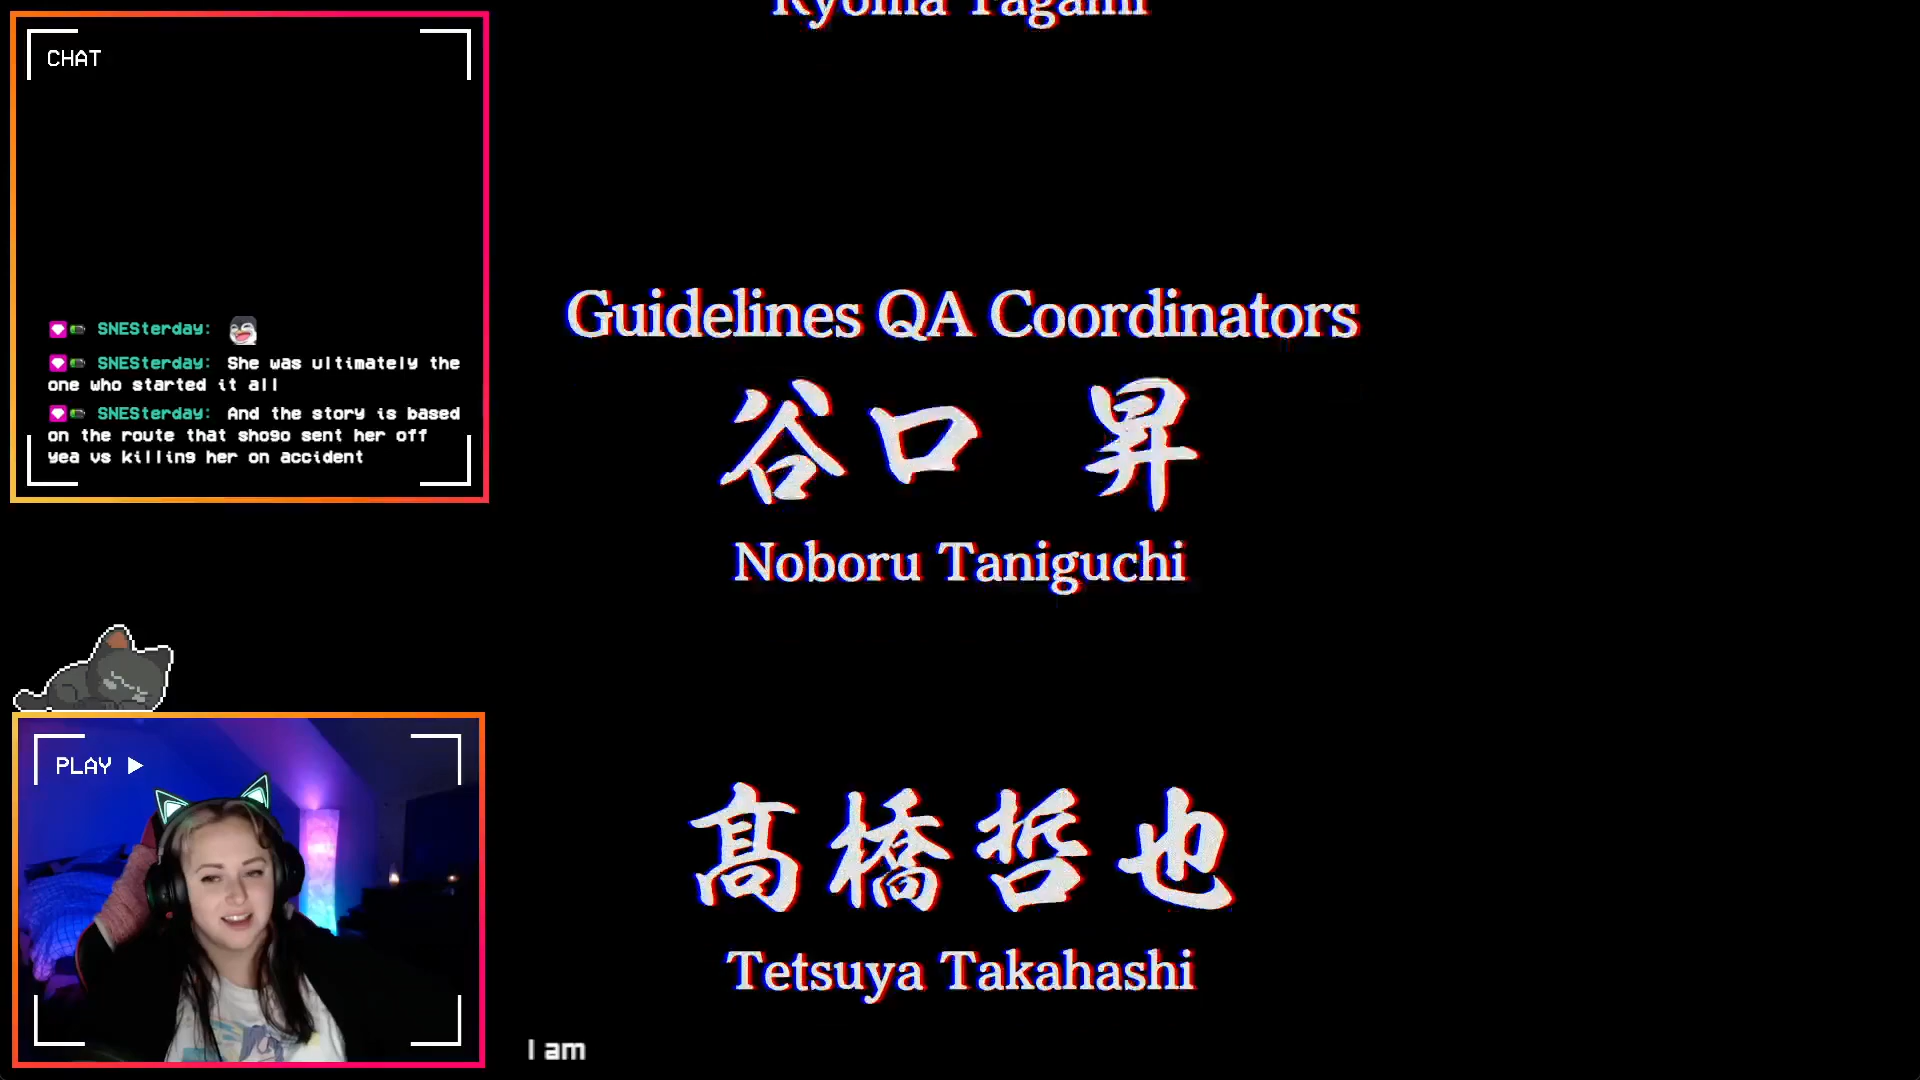 CHAT
SNESterday:
SNESterday: She was ultimately the
one who started it all
SNESterday: And the story is based
on the route that shogo sent her off
yea vs killing her on accident
PLAY
Ryoma Tagami
Guidelines QA Coordinators
谷口 昇
Noboru Taniguchi
髙橋哲也
Tetsuya Takahashi
I am